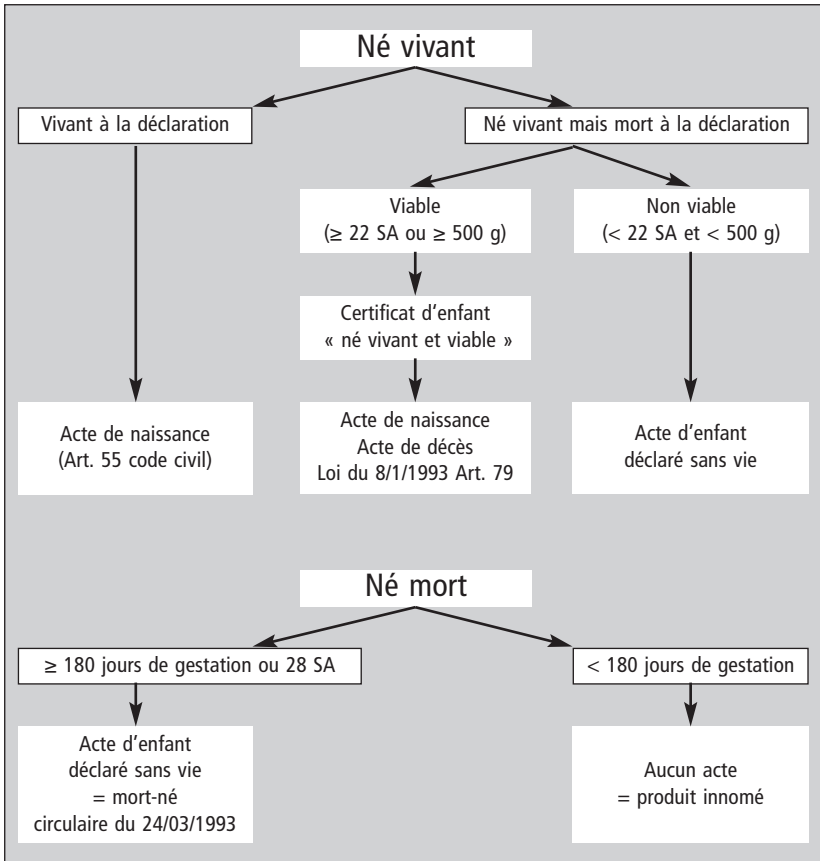 Né vivant
Vivant à la déclaration
Né vivant mais mort à la déclaration
Viable
(≥ 22 SA ou ≥ 500 g)
Non viable
(< 22 SA et < 500 g)
Certificat d'enfant
« né vivant et viable »
Acte de naissance
(Art. 55 code civil)
Acte de naissance
Acte de décès
Loi du 8/1/1993 Art. 79
Acte d'enfant
déclaré sans vie
Né mort
≥ 180 jours de gestation ou 28 SA
< 180 jours de gestation
Acte d'enfant
déclaré sans vie
= mort-né
circulaire du 24/03/1993
Aucun acte
= produit innomé